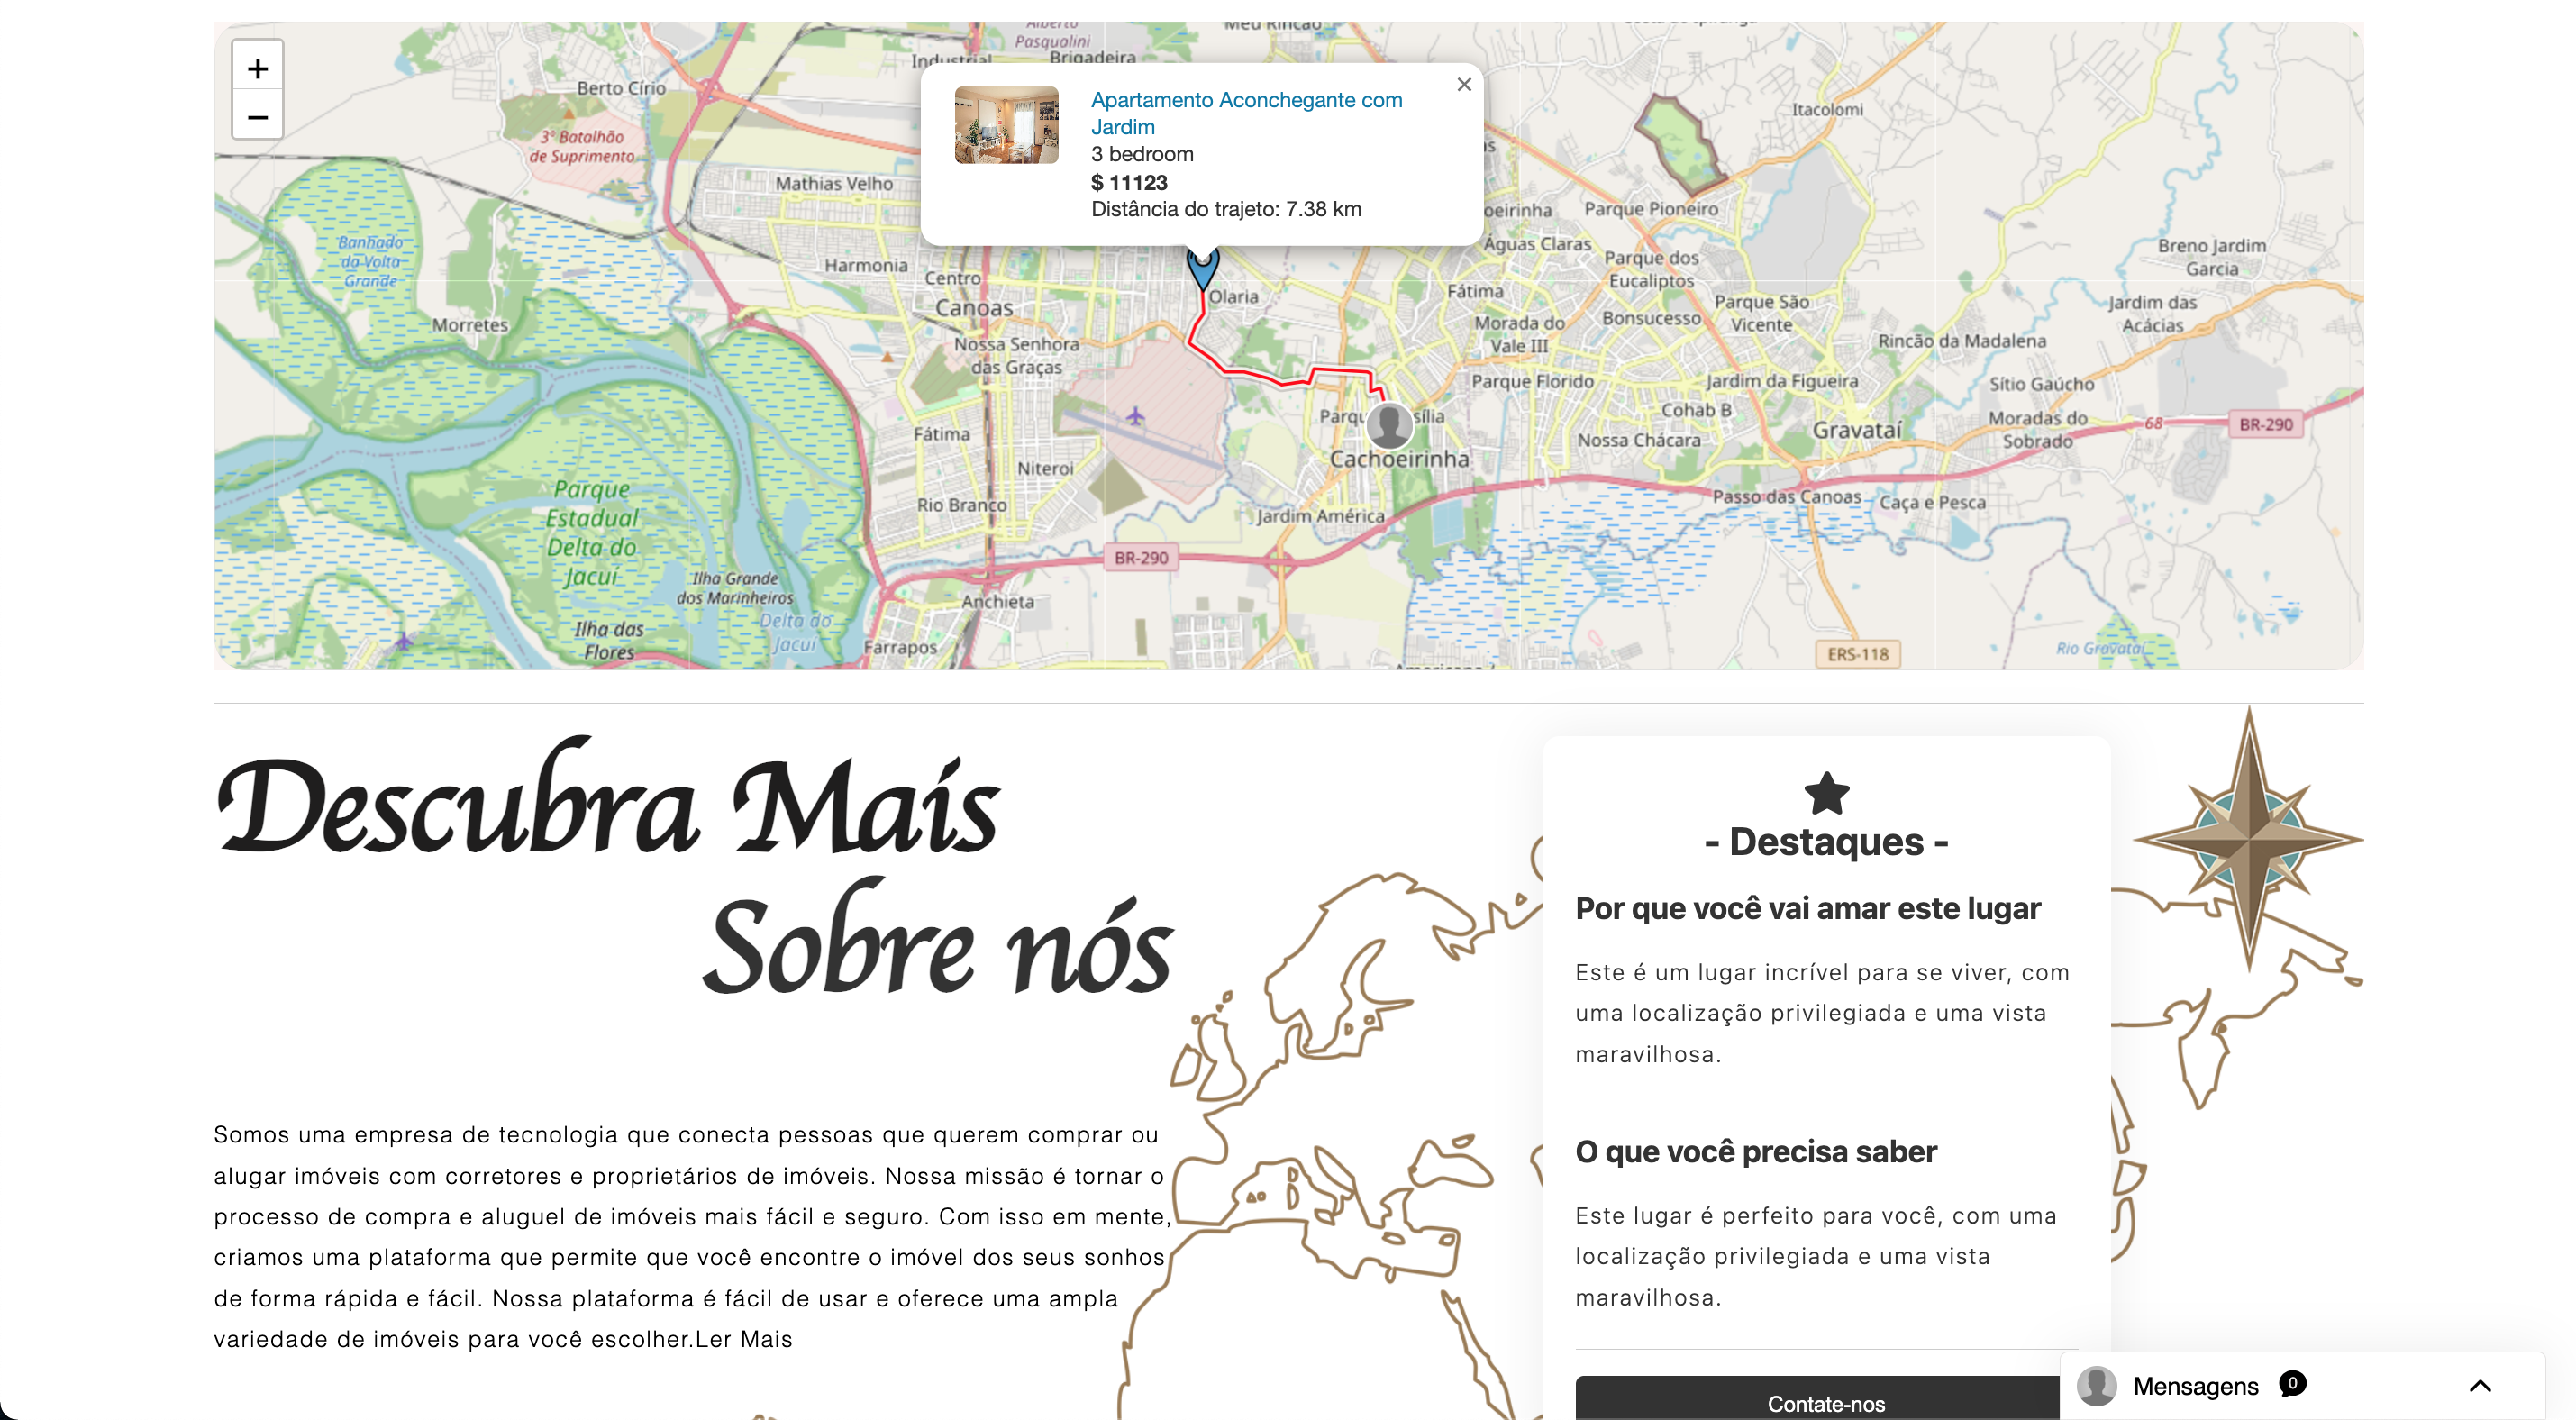 +
−
Alberto
Pasqualini
Meu Rincão
Industrial
Brigadeira
Berto Círio
3° Batalhão
de Suprimento
Mathias Velho
×
Apartamento Aconchegante com
Jardim
3 bedroom
$ 11123
Distância do trajeto: 7.38 km
Itacolomi
Parque Pioneiro
Águas Claras
Parque dos
Eucaliptos
Breno Jardim
Garcia
Banhado
da Volta
Grande
Harmonia
Centro
Canoas
Olaria
Fátima
Parque São
Vicente
Jardim das
Acácias
Morretes
Morada do
Vale III
Bonsucesso
Rincão da Madalena
Nossa Senhora
das Graças
Parque Florido
Jardim da Figueira
Sítio Gaúcho
Cohab B
Moradas do
Sobrado
68
BR-290
Fátima
Nossa Chácara
Gravataí
Cachoeirinha
Niteroi
Rio Branco
Jardim América
Passo das Canoas
Caça e Pesca
Parque
Estadual
Delta do
Jacuí
BR-290
Ilha Grande
dos Marinheiros
Anchieta
Delta do
Jacuí
Ilha das
Flores
Farrapos
ERS-118
Rio Gravataí
Descubra Mais
Sobre nós
Somos uma empresa de tecnologia que conecta pessoas que querem comprar ou
alugar imóveis com corretores e proprietários de imóveis. Nossa missão é tornar o
processo de compra e aluguel de imóveis mais fácil e seguro. Com isso em mente,
criamos uma plataforma que permite que você encontre o imóvel dos seus sonhos
de forma rápida e fácil. Nossa plataforma é fácil de usar e oferece uma ampla
variedade de imóveis para você escolher.Ler Mais
- Destaques -
Por que você vai amar este lugar
Este é um lugar incrível para se viver, com
uma localização privilegiada e uma vista
maravilhosa.
O que você precisa saber
Este lugar é perfeito para você, com uma
localização privilegiada e uma vista
maravilhosa.
Contate-nos
Mensagens 0